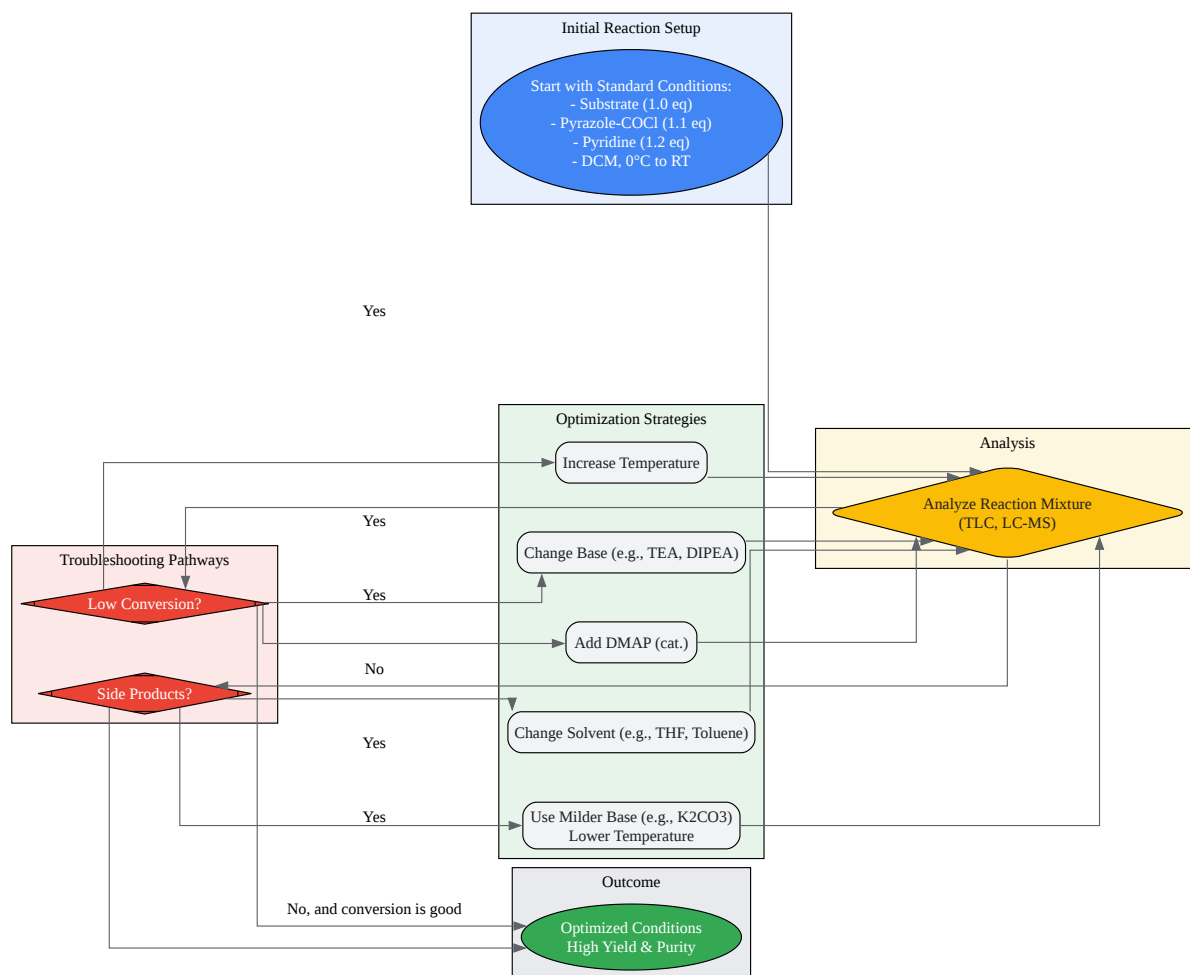 Initial Reaction Setup
Start with Standard Conditions:
- Substrate (1.0 eq)
- Pyrazole-COCl (1.1 eq)
- Pyridine (1.2 eq)
- DCM, 0°C to RT
Yes
Optimization Strategies
Increase Temperature
Analysis
Analyze Reaction Mixture
(TLC, LC-MS)
Yes
Troubleshooting Pathways
Change Base (e.g., TEA, DIPEA)
Low Conversion?
Yes
Add DMAP (cat.)
No
Side Products?
Change Solvent (e.g., THF, Toluene)
Yes
Yes
Use Milder Base (e.g., K2CO3)
Lower Temperature
Outcome
No, and conversion is good
Optimized Conditions
High Yield & Purity